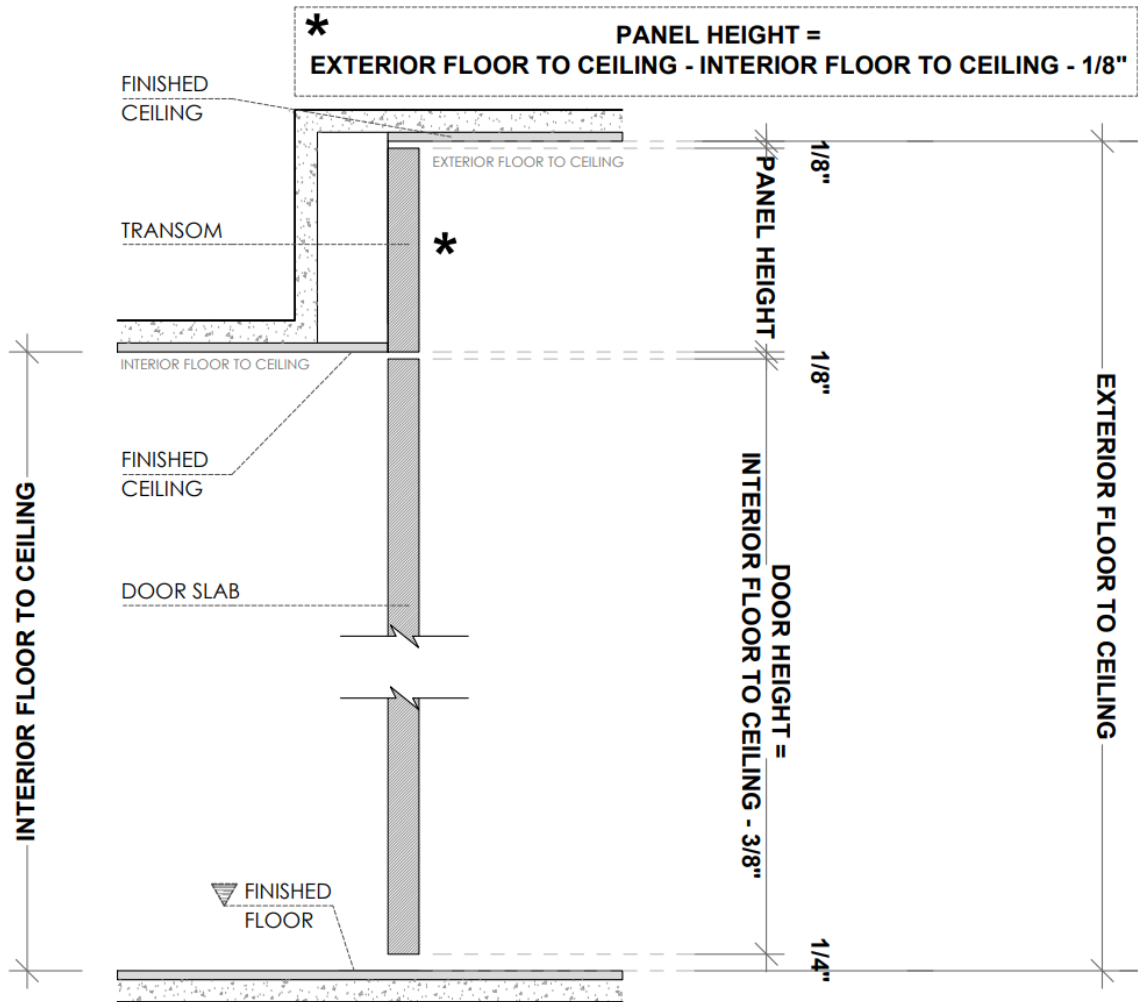 *
PANEL HEIGHT =
EXTERIOR FLOOR TO CEILING - INTERIOR FLOOR TO CEILING - 1/8"
FINISHED
CEILING
EXTERIOR FLOOR TO CEILING
1/8"
PANEL HEIGHT
TRANSOM
*
INTERIOR FLOOR TO CEILING
1/8"
FINISHED
CEILING
DOOR SLAB
INTERIOR FLOOR TO CEILING
DOOR HEIGHT =
INTERIOR FLOOR TO CEILING - 3/8"
EXTERIOR FLOOR TO CEILING
FINISHED
FLOOR
1/4"